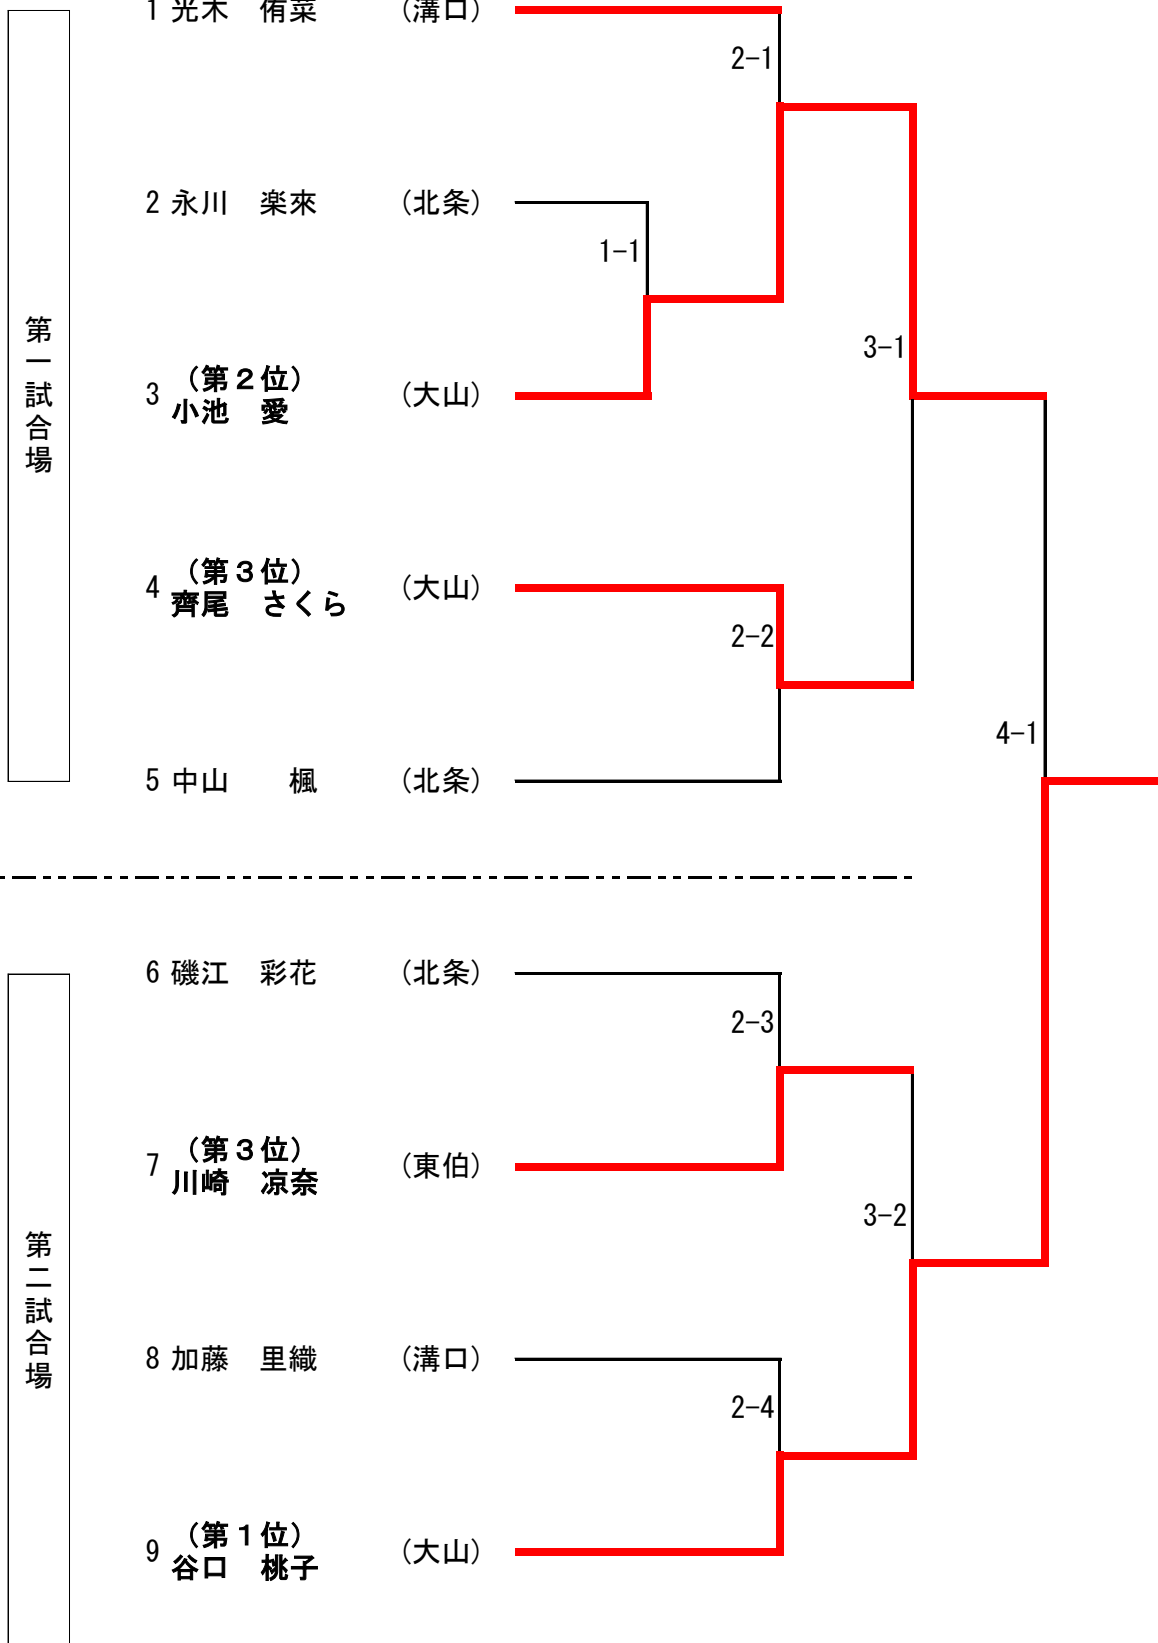 1 光木　侑菜 (溝口)
2-1
2 永川　楽來 (北条)
1-1
第一試合場
3-1
3 （第２位）
小池　愛 (大山)
4 （第３位）
齊尾　さくら (大山)
2-2
4-1
5 中山　　楓 (北条)
6 磯江　彩花 (北条)
2-3
7 （第３位）
川崎　凉奈 (東伯)
3-2
第二試合場
8 加藤　里織 (溝口)
2-4
9 （第１位）
谷口　桃子 (大山)